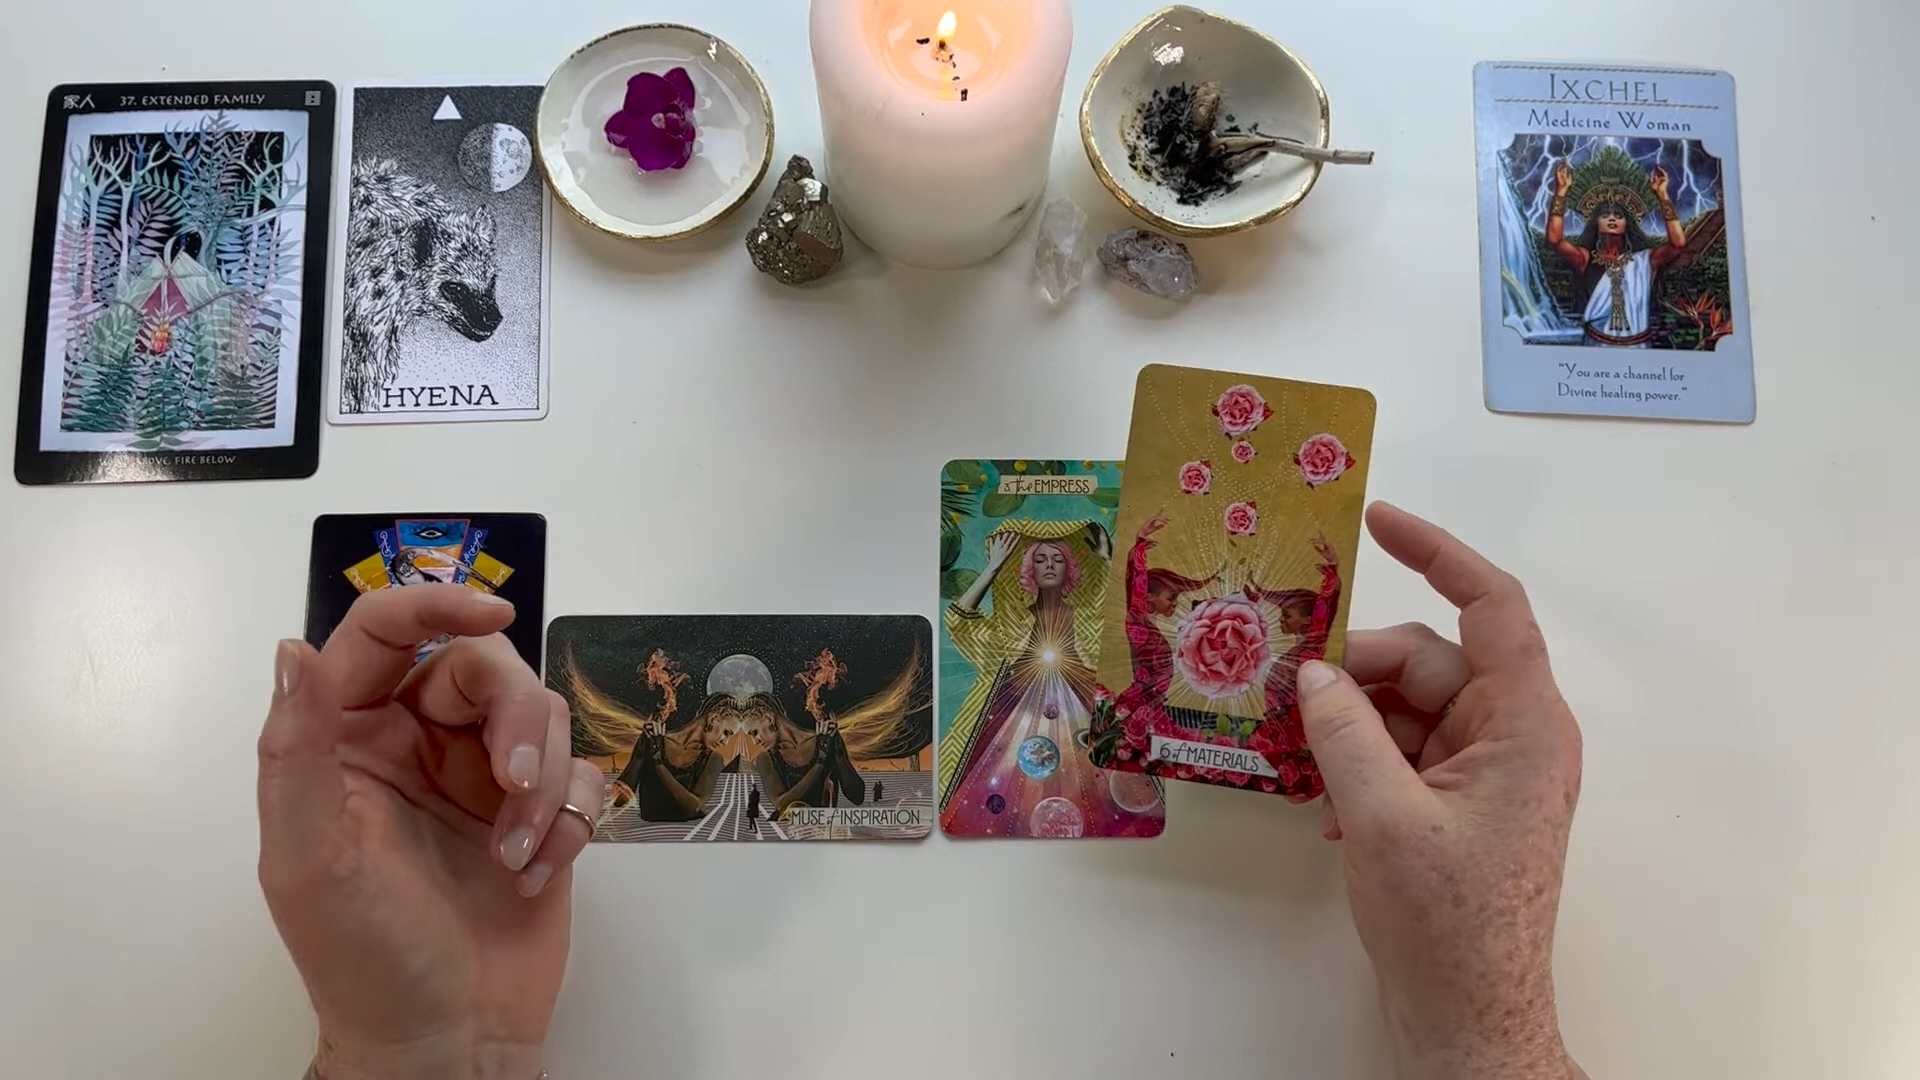 家人 37. EXTENDED FAMILY
ABOVE, FIRE BELOW
HYENA
IXCHEL
Medicine Woman
"You are a channel for
Divine healing power."
3 the EMPRESS
MUSE of INSPIRATION
6 of MATERIALS